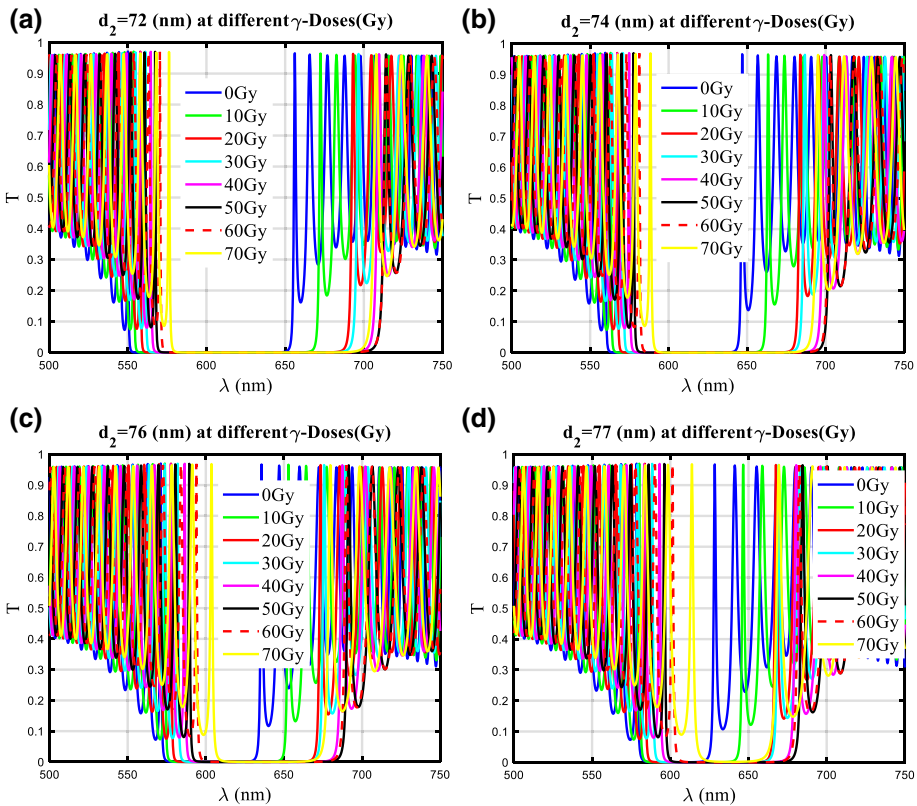 (a)
d2=72 (nm) at different γ-Doses(Gy)
1
0.9
0.8
0.7
0.6
0.5
0.4
0.3
0.2
0.1
0
T
0Gy
10Gy
20Gy
30Gy
40Gy
50Gy
60Gy
70Gy
500 550 600 650 700 750
λ (nm)
(b)
d2=74 (nm) at different γ-Doses(Gy)
1
0.9
0.8
0.7
0.6
0.5
0.4
0.3
0.2
0.1
0
T
0Gy
10Gy
20Gy
30Gy
40Gy
50Gy
60Gy
70Gy
500 550 600 650 700 750
λ (nm)
(c)
d2=76 (nm) at different γ-Doses(Gy)
1
0.9
0.8
0.7
0.6
0.5
0.4
0.3
0.2
0.1
0
T
0Gy
10Gy
20Gy
30Gy
40Gy
50Gy
60Gy
70Gy
500 550 600 650 700 750
λ (nm)
(d)
d2=77 (nm) at different γ-Doses(Gy)
1
0.9
0.8
0.7
0.6
0.5
0.4
0.3
0.2
0.1
0
T
0Gy
10Gy
20Gy
30Gy
40Gy
50Gy
60Gy
70Gy
500 550 600 650 700 750
λ (nm)